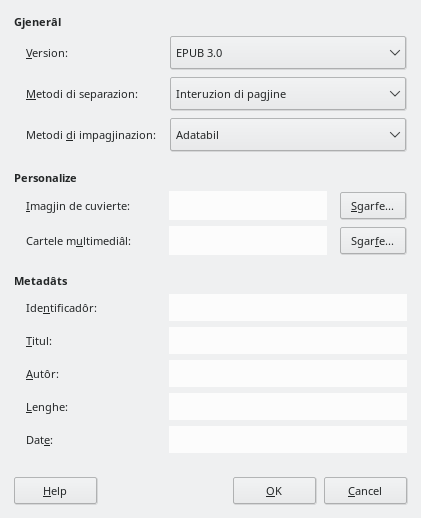 Gjenerâl
Version: EPUB 3.0
Metodi di separazion: Interuzion di pagjine
Metodi di impagjinazion: Adatabil
Personalize
Imagjin de cuvierte: Sgarfe...
Cartele multimediâl: Sgarfe...
Metadâts
Identificadôr:
Titul:
Autôr:
Lenghe:
Date:
Help OK Cancel